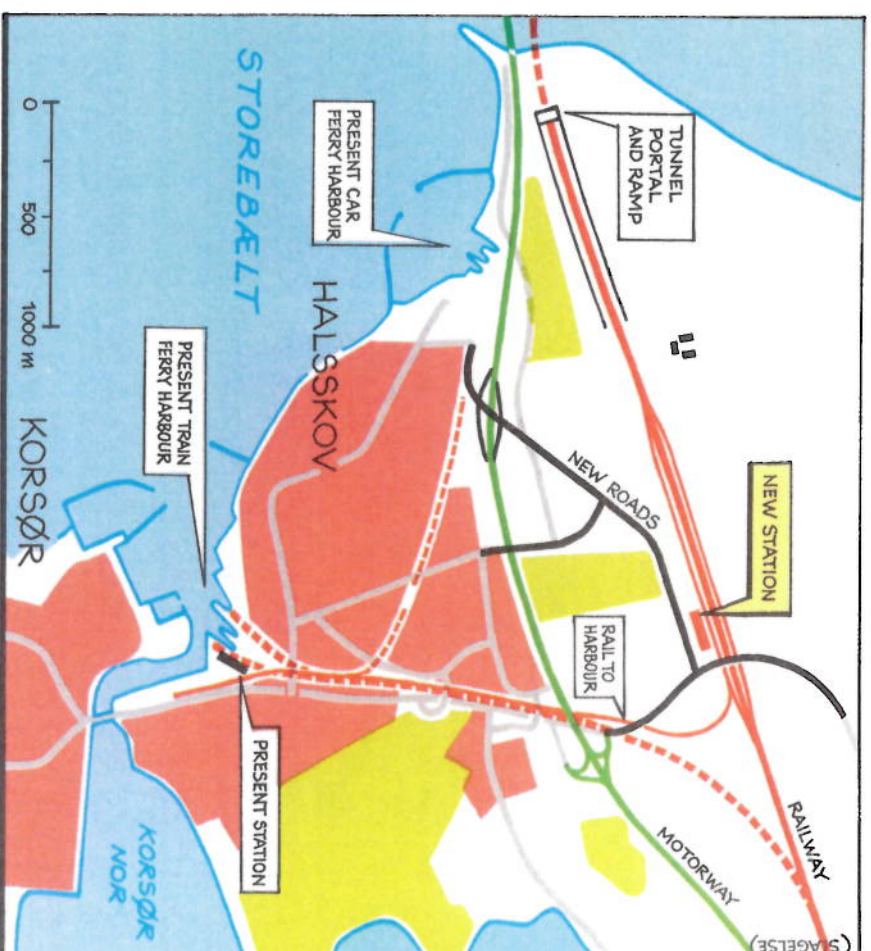 TUNNEL
PORTAL
AND RAMP
STOREBÆLT
PRESENT CAR
FERRY HARBOUR
HALSSKOV
0 500 1000 m
PRESENT TRAIN
FERRY HARBOUR
KORSØR
NEW ROADS
NEW STATION
RAIL TO
HARBOUR
PRESENT STATION
KORSØR
NOR
MOTORWAY
RAILWAY
(SLAGELSE)